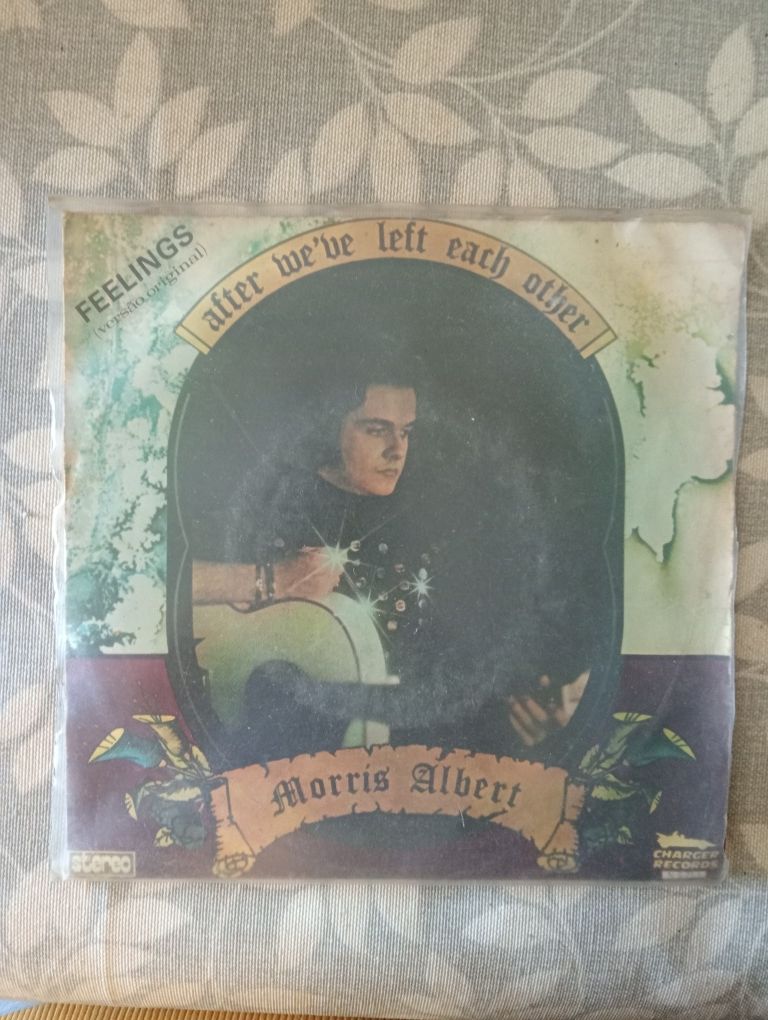 FEELINGS
(versão original)
after we've left each other
Morris Albert
stereo
CHARGER
RECORDS